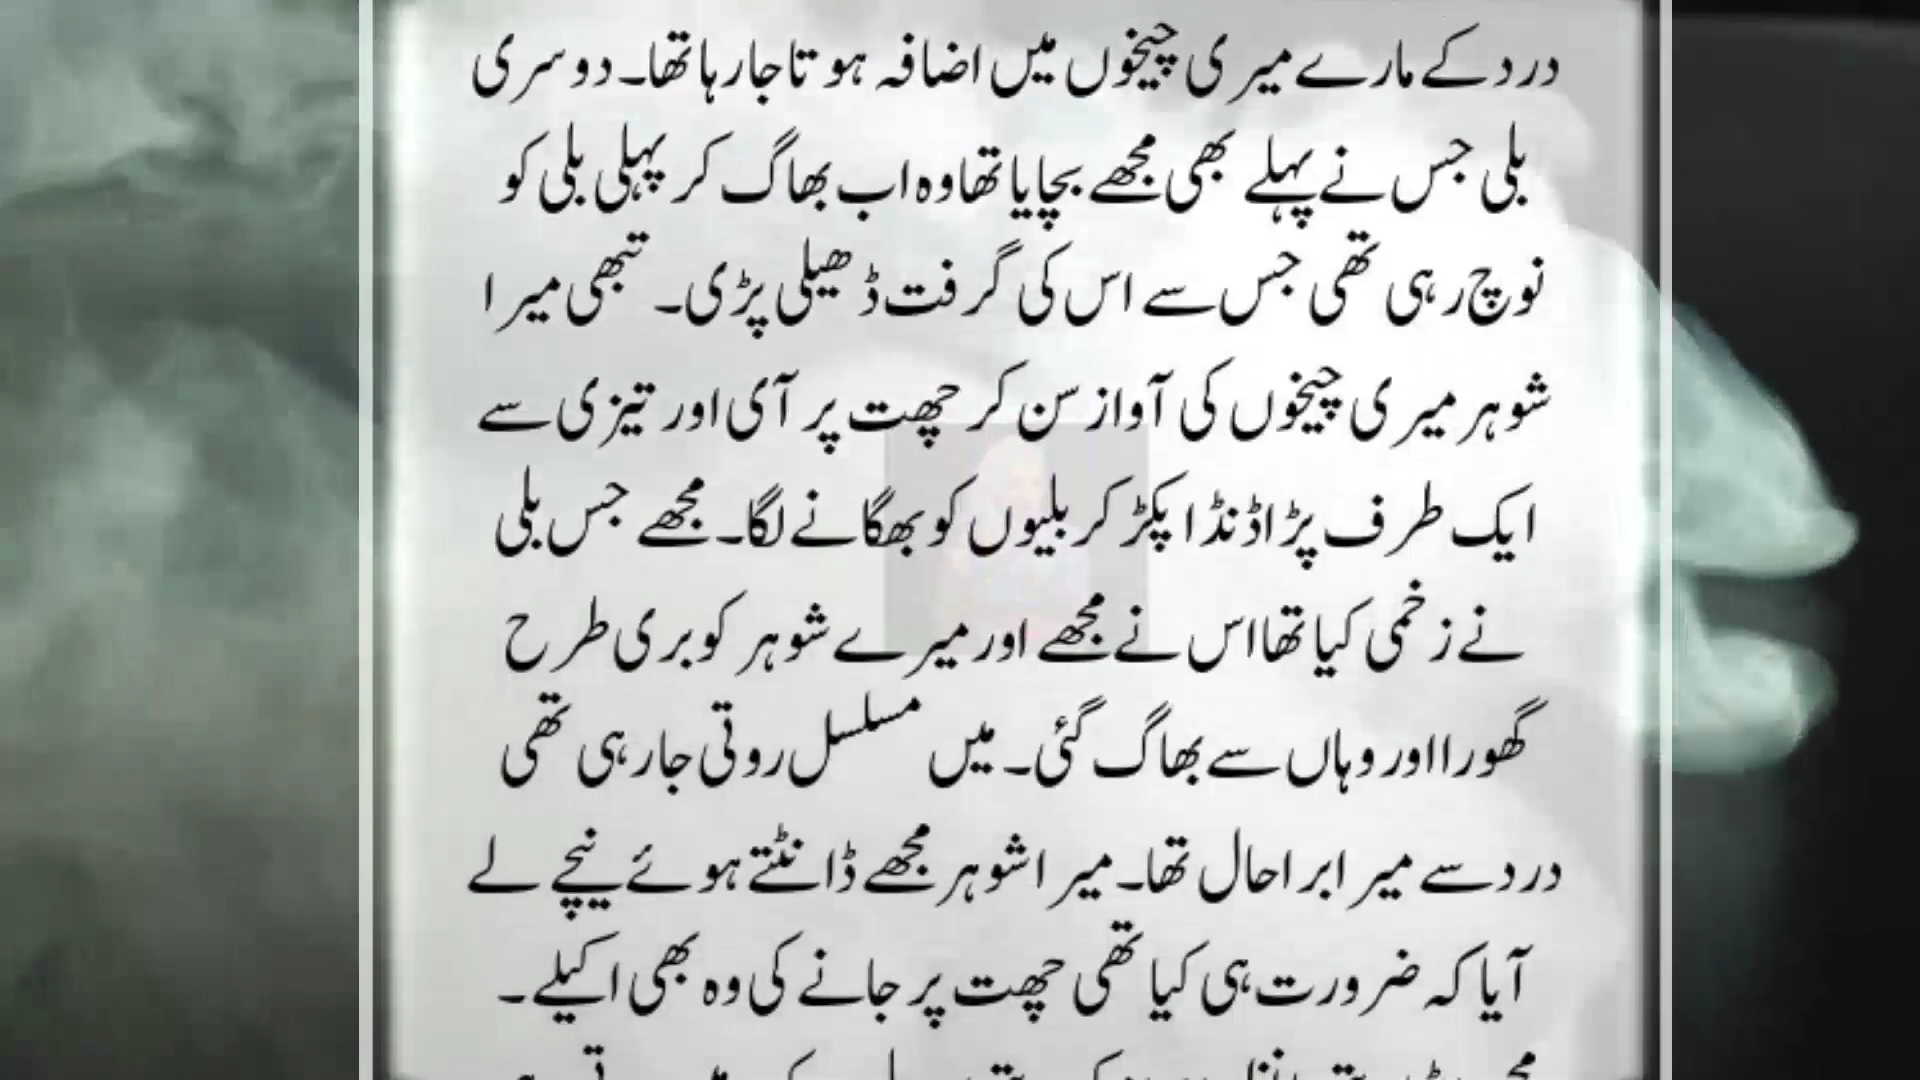 درد کے مارے میری چیخوں میں اضافہ ہوتا جا رہا تھا۔ دوسری
بلی جس نے پہلے بھی مجھے بچایا تھا وہ اب بھاگ کر پہلی بلی کو
نوچ رہی تھی جس سے اس کی گرفت ڈھیلی پڑی۔ تبھی میرا
شوہر میری چیخوں کی آواز سن کر چھت پر آی اور تیزی سے
ایک طرف پڑا ڈنڈا پکڑ کر بلیوں کو بھگانے لگا۔ مجھے جس بلی
نے زخمی کیا تھا اس نے مجھے اور میرے شوہر کو بری طرح
گھورا اور وہاں سے بھاگ گئی۔ میں مسلسل روتی جا رہی تھی
درد سے میرا برا حال تھا۔ میرا شوہر مجھے ڈانٹتے ہوئے نیچے لے
آیا کہ ضرورت ہی کیا تھی چھت پر جانے کی وہ بھی اکیلے۔